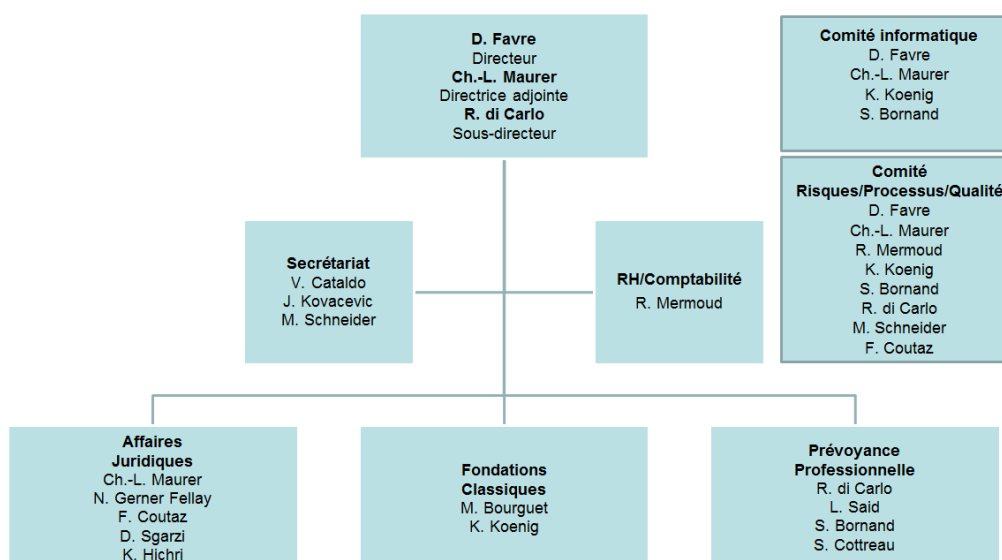 D. Favre
Directeur
Ch.-L. Maurer
Directrice adjointe
R. di Carlo
Sous-directeur
Comité informatique
D. Favre
Ch.-L. Maurer
K. Koenig
S. Bornand
Comité
Risques/Processus/Qualité
D. Favre
Ch.-L. Maurer
R. Mermoud
K. Koenig
S. Bornand
R. di Carlo
M. Schneider
F. Coutaz
Secrétariat
V. Cataldo
J. Kovacevic
M. Schneider
RH/Comptabilité
R. Mermoud
Affaires
Juridiques
Ch.-L. Maurer
N. Gerner Fellay
F. Coutaz
D. Sgarzi
K. Hichri
Fondations
Classiques
M. Bourguet
K. Koenig
Prévoyance
Professionnelle
R. di Carlo
L. Said
S. Bornand
S. Cottreau